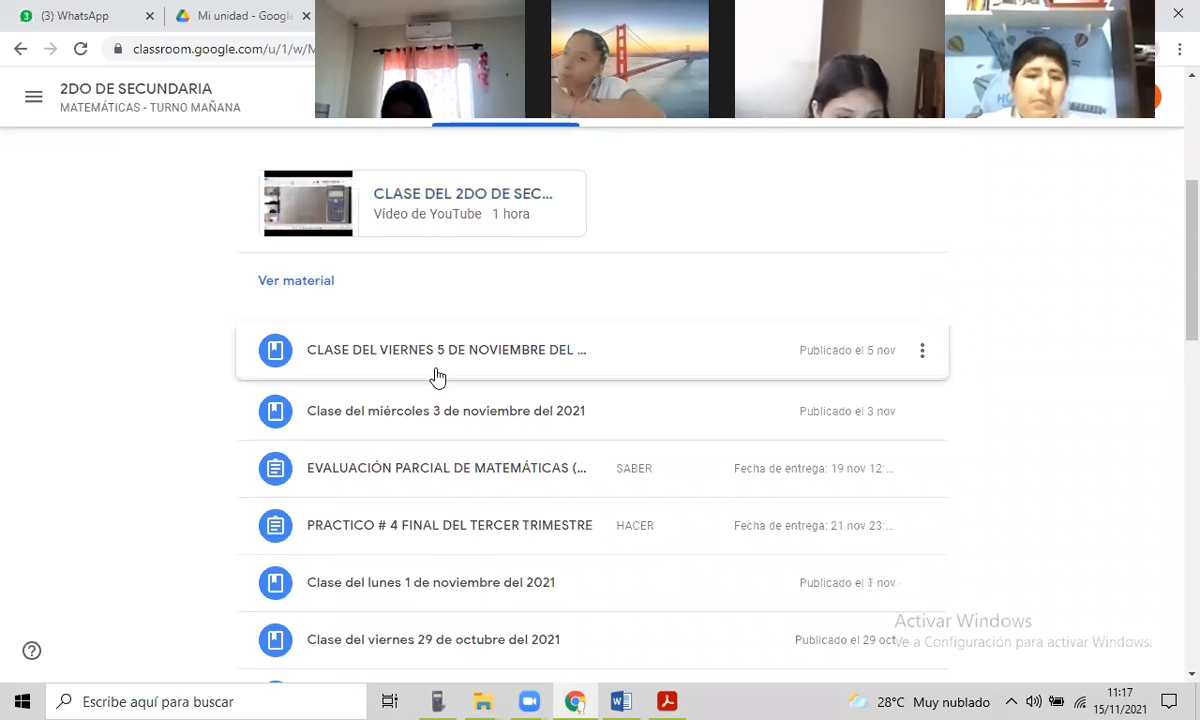 (3) WhatsApp
Mi unidad - Google
classroom.google.com/u/1/w/M
2DO DE SECUNDARIA
MATEMÁTICAS - TURNO MAÑANA
CLASE DEL 2DO DE SEC...
Vídeo de YouTube 1 hora
Ver material
CLASE DEL VIERNES 5 DE NOVIEMBRE DEL ...
Publicado el 5 nov
Clase del miércoles 3 de noviembre del 2021
Publicado el 3 nov
EVALUACIÓN PARCIAL DE MATEMÁTICAS (...
SABER
Fecha de entrega: 19 nov 12:...
PRACTICO # 4 FINAL DEL TERCER TRIMESTRE
HACER
Fecha de entrega: 21 nov 23:...
Clase del lunes 1 de noviembre del 2021
Publicado el 1 nov
Clase del viernes 29 de octubre del 2021
Publicado el 29 oct
Activar Windows
Ve a Configuración para activar Windows.
Escribe aquí para buscar
28°C Muy nublado
11:17
15/11/2021